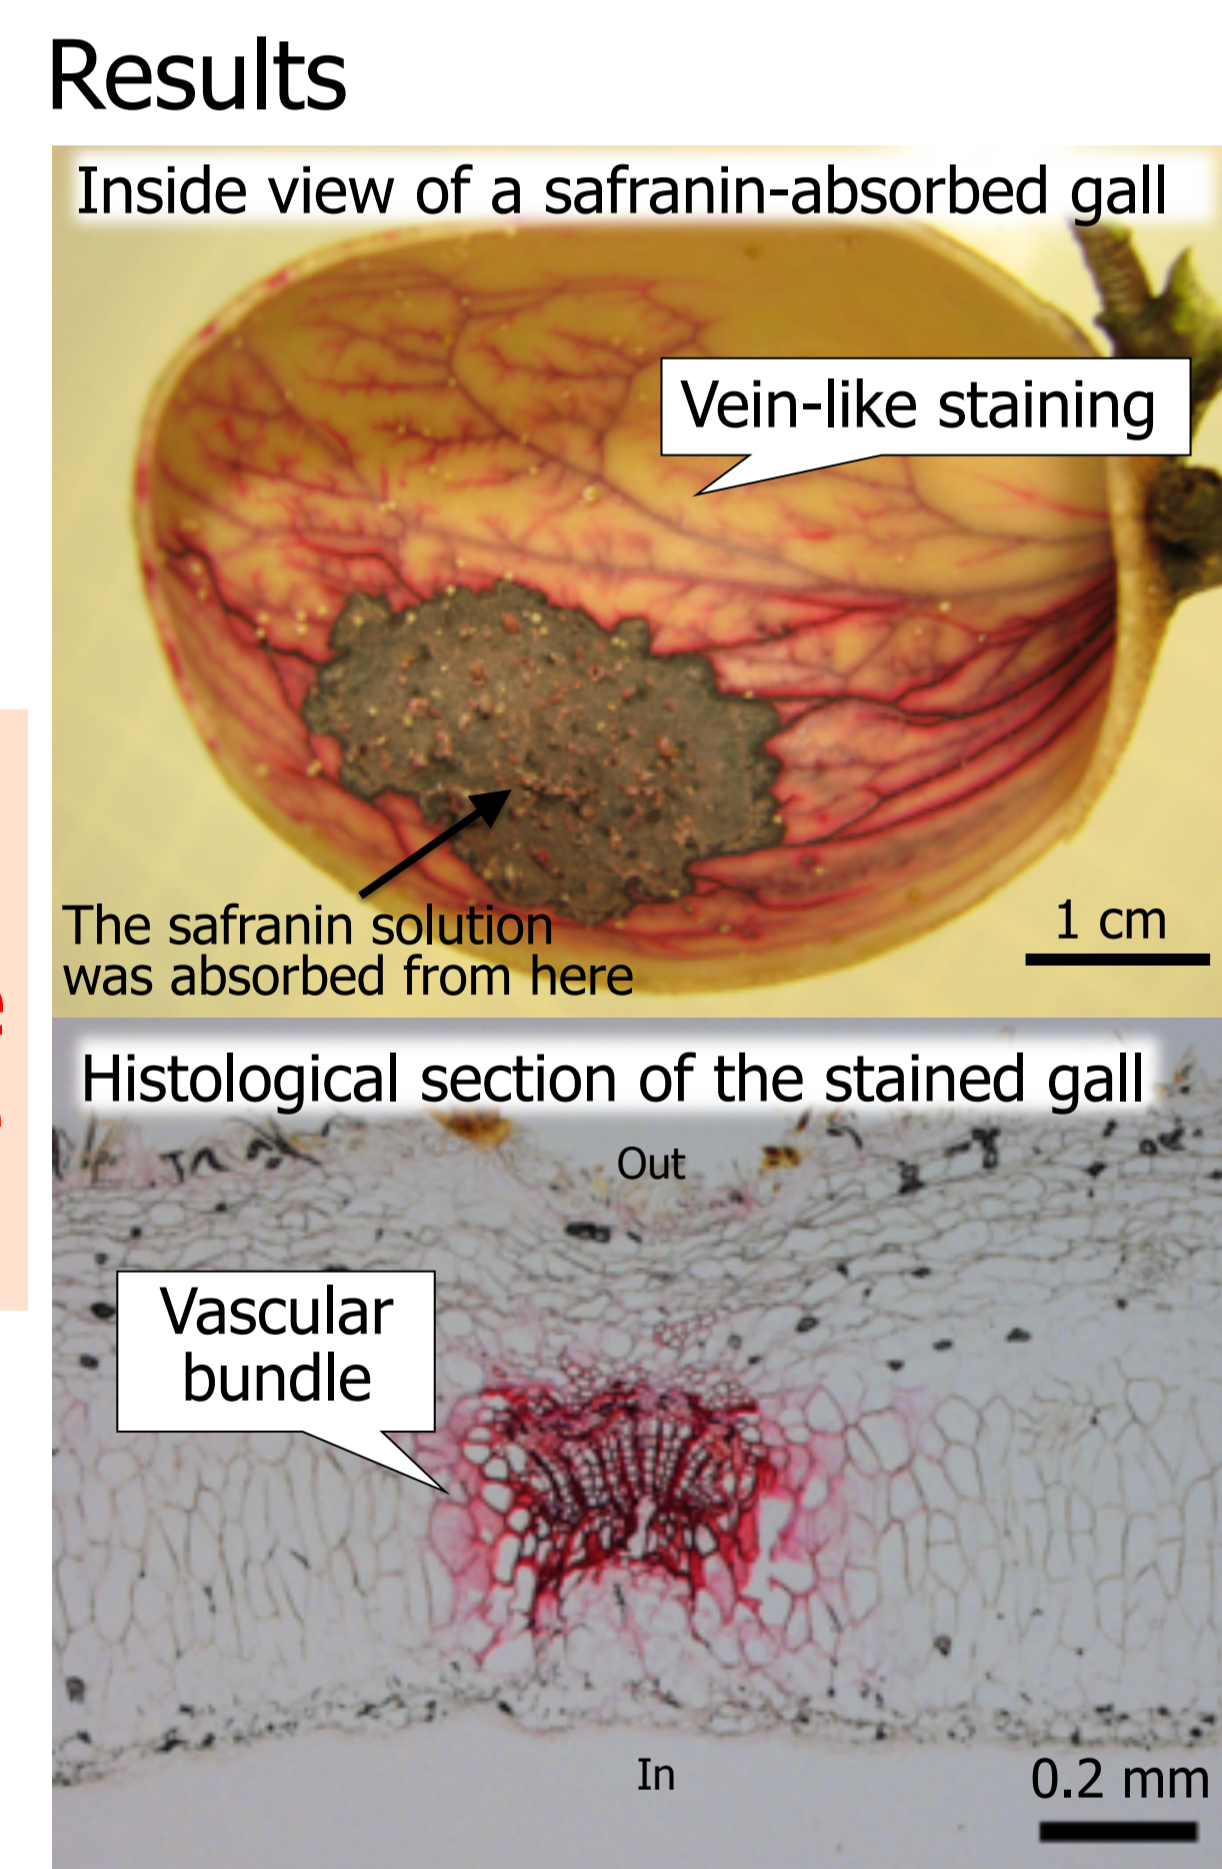 Results
Inside view of a safranin-absorbed gall
Vein-like staining
The safranin solution
was absorbed from here
1 cm
Histological section of the stained gall
Out
Vascular
bundle
In
0.2 mm